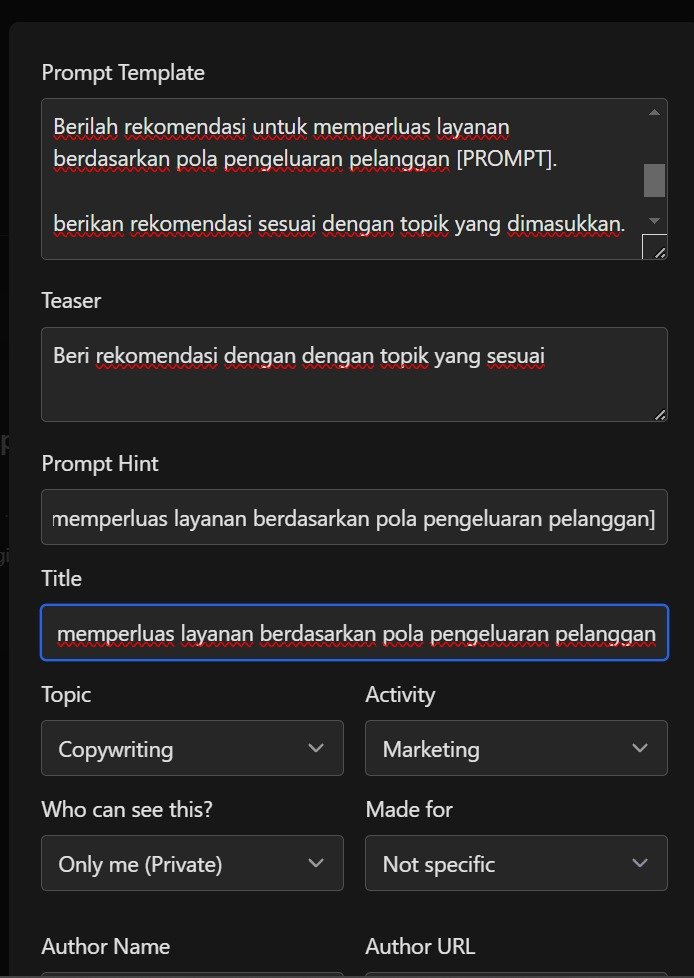 Prompt Template
Berilah rekomendasi untuk memperluas layanan
berdasarkan pola pengeluaran pelanggan [PROMPT].
berikan rekomendasi sesuai dengan topik yang dimasukkan.
Teaser
Beri rekomendasi dengan dengan topik yang sesuai
Prompt Hint
memperluas layanan berdasarkan pola pengeluaran pelanggan]
Title
memperluas layanan berdasarkan pola pengeluaran pelanggan
Topic Activity
Copywriting Marketing
Who can see this? Made for
Only me (Private) Not specific
Author Name Author URL